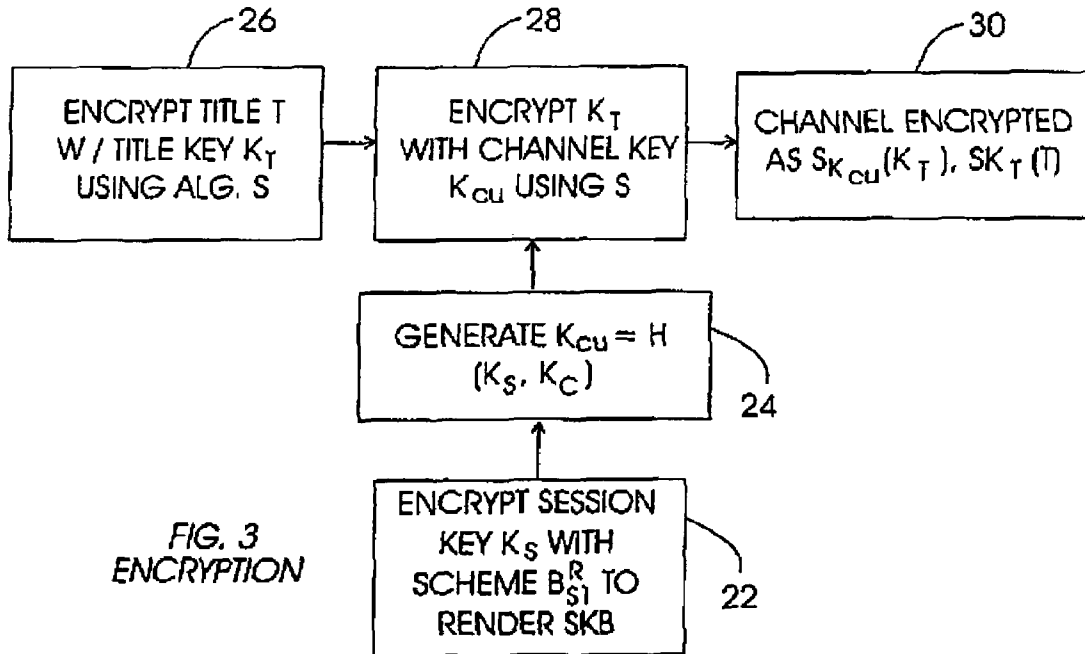 26
ENCRYPT TITLE T
W / TITLE KEY K_T
USING ALG. S
28
ENCRYPT K_T
WITH CHANNEL KEY
K_cu USING S
30
CHANNEL ENCRYPTED
AS S_K_cu (K_T), SK_T (T)
GENERATE K_cu = H
(K_S, K_C)
24
ENCRYPT SESSION
KEY K_S WITH
SCHEME B^R_S1 TO
RENDER SKB
22
FIG. 3
ENCRYPTION